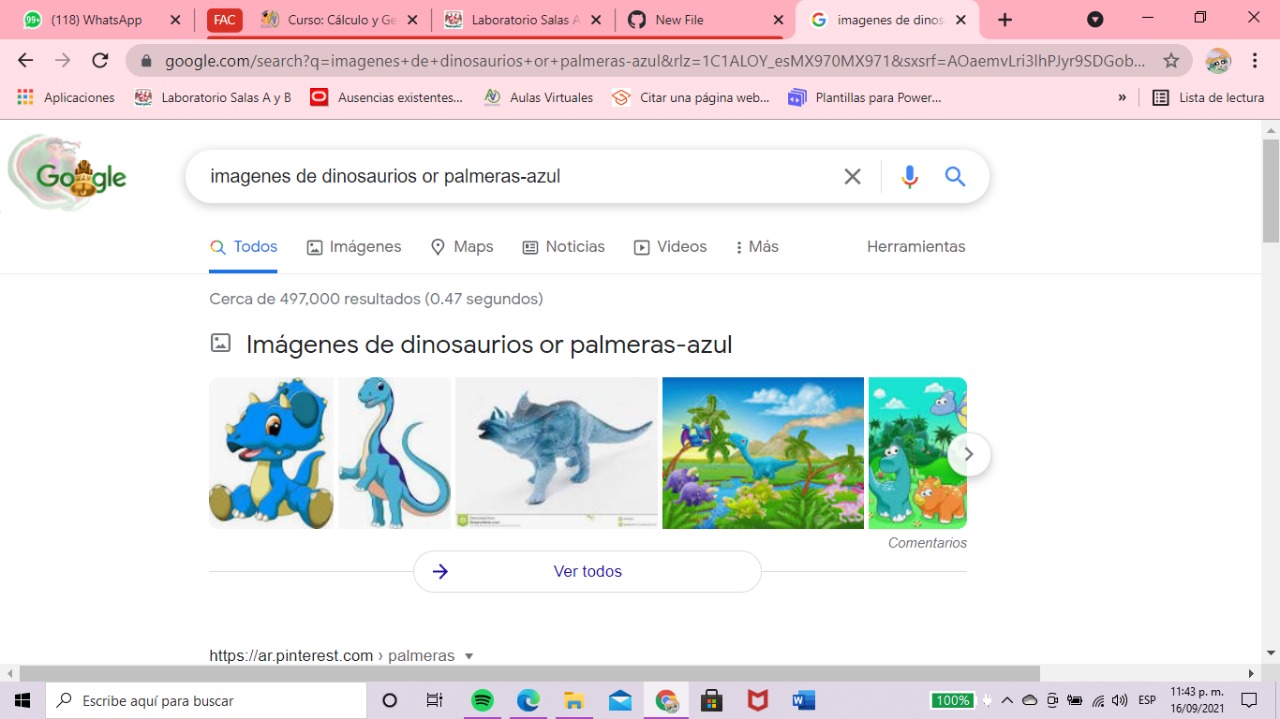 99+ (118) WhatsApp
FAC
Curso: Cálculo y Ge
Laboratorio Salas A
New File
imagenes de dinos
google.com/search?q=imagenes+de+dinosaurios+or+palmeras-azul&rlz=1C1ALOY_esMX970MX971&sxsrf=AOaemvLri3lhPJyr9SDGob...
Aplicaciones
Laboratorio Salas A y B
Ausencias existentes...
Aulas Virtuales
Citar una página web...
Plantillas para Power...
»
Lista de lectura
Google
imagenes de dinosaurios or palmeras-azul
Todos
Imágenes
Maps
Noticias
Videos
Más
Herramientas
Cerca de 497,000 resultados (0.47 segundos)
Imágenes de dinosaurios or palmeras-azul
Comentarios
Ver todos
https://ar.pinterest.com › palmeras
Escribe aquí para buscar
100%
ESP
11:43 p. m.
16/09/2021